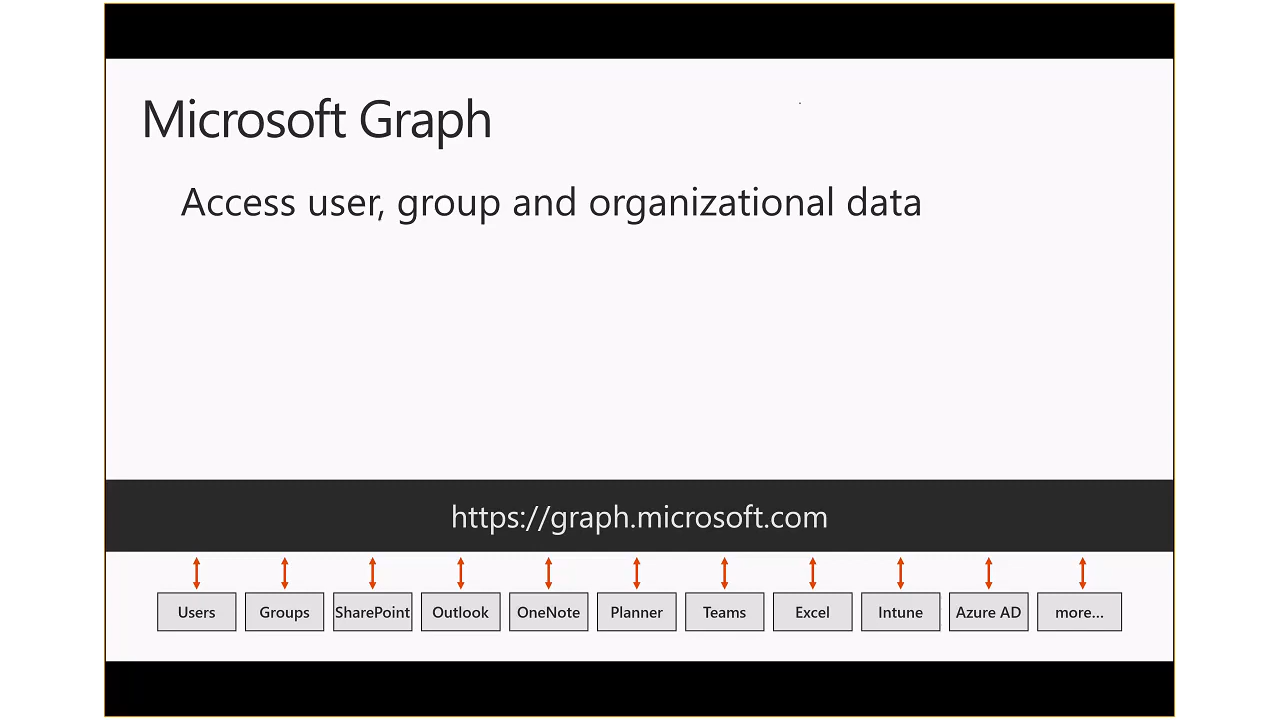 Microsoft Graph
Access user, group and organizational data
https://graph.microsoft.com
Users Groups SharePoint Outlook OneNote Planner Teams Excel Intune Azure AD more...